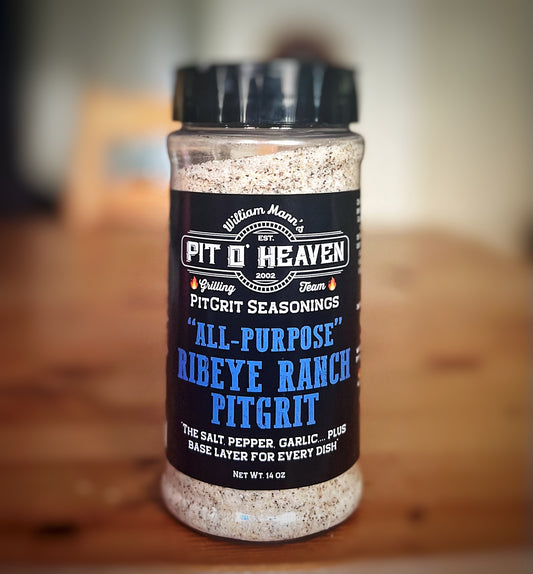 William Mann's
EST.
PIT O' HEAVEN
2002
Grilling Team
PITGRIT SEASONINGS
"ALL-PURPOSE"
RIBEYE RANCH
PITGRIT
"THE SALT, PEPPER, GARLIC... PLUS
BASE LAYER FOR EVERY DISH"
NET WT. 14 OZ